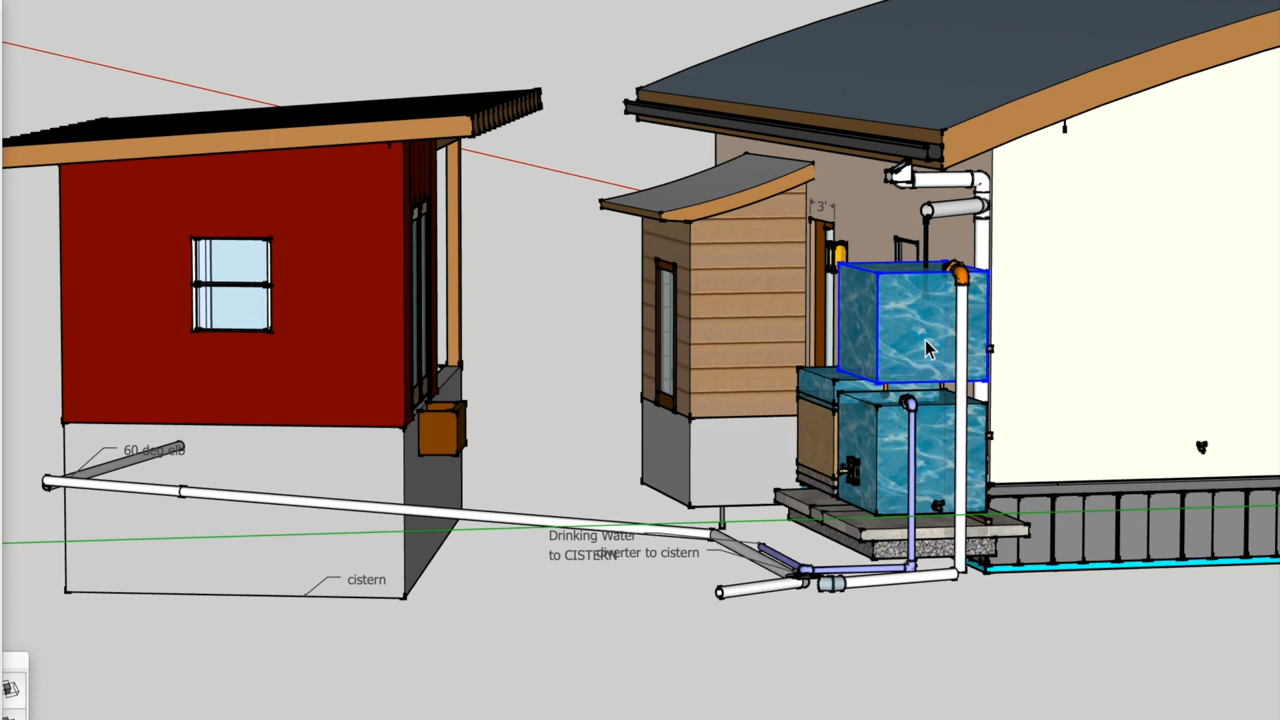 3'
60 deg elb
Drinking Water
to CISTERN
diverter to cistern
cistern